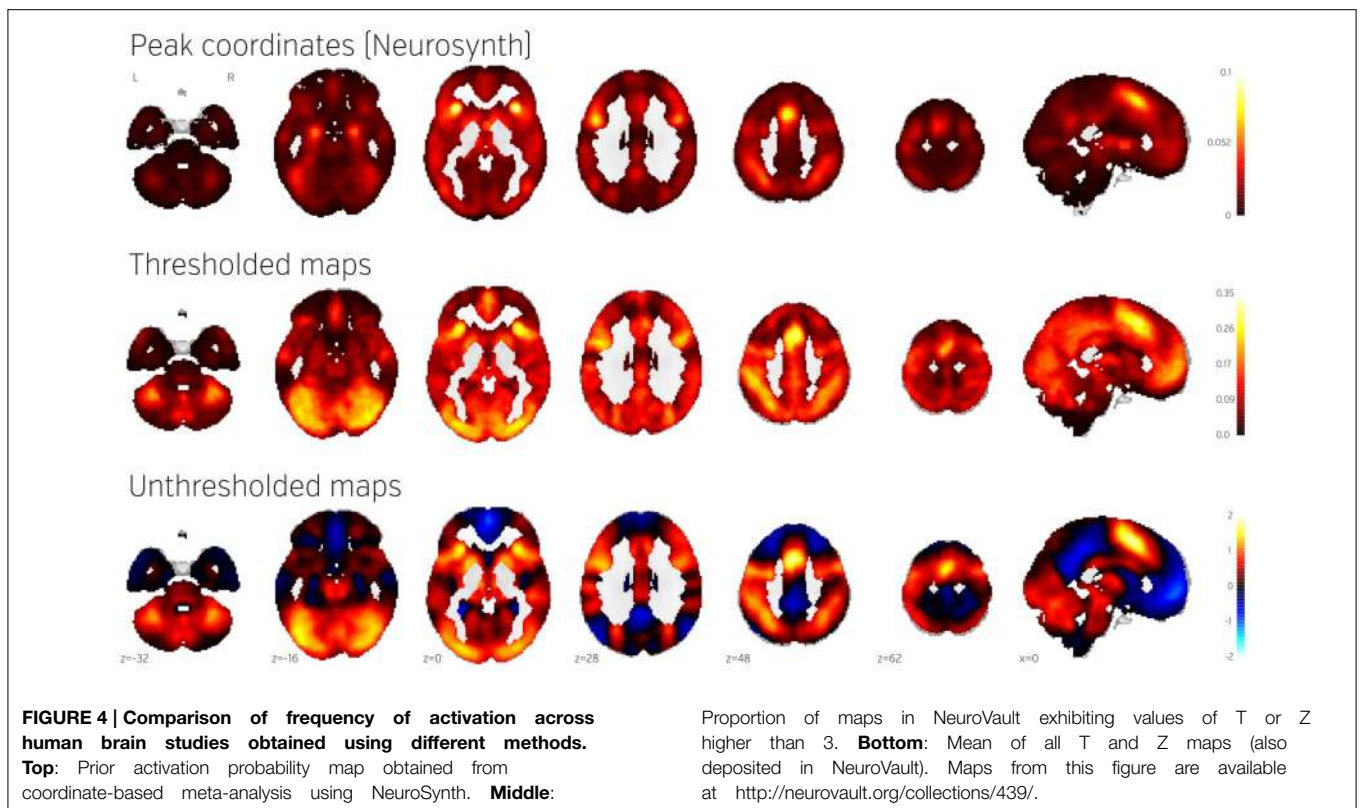 Peak coordinates [Neurosynth]
L R
0.1
0.052
0
Thresholded maps
0.35
0.26
0.17
0.09
0.0
Unthresholded maps
2
1
0
-1
-2
z=-32 z=-16 z=0 z=28 z=48 z=62 x=0
FIGURE 4 | Comparison of frequency of activation across
human brain studies obtained using different methods.
Top: Prior activation probability map obtained from
coordinate-based meta-analysis using NeuroSynth. Middle:
Proportion of maps in NeuroVault exhibiting values of T or Z
higher than 3. Bottom: Mean of all T and Z maps (also
deposited in NeuroVault). Maps from this figure are available
at http://neurovault.org/collections/439/.